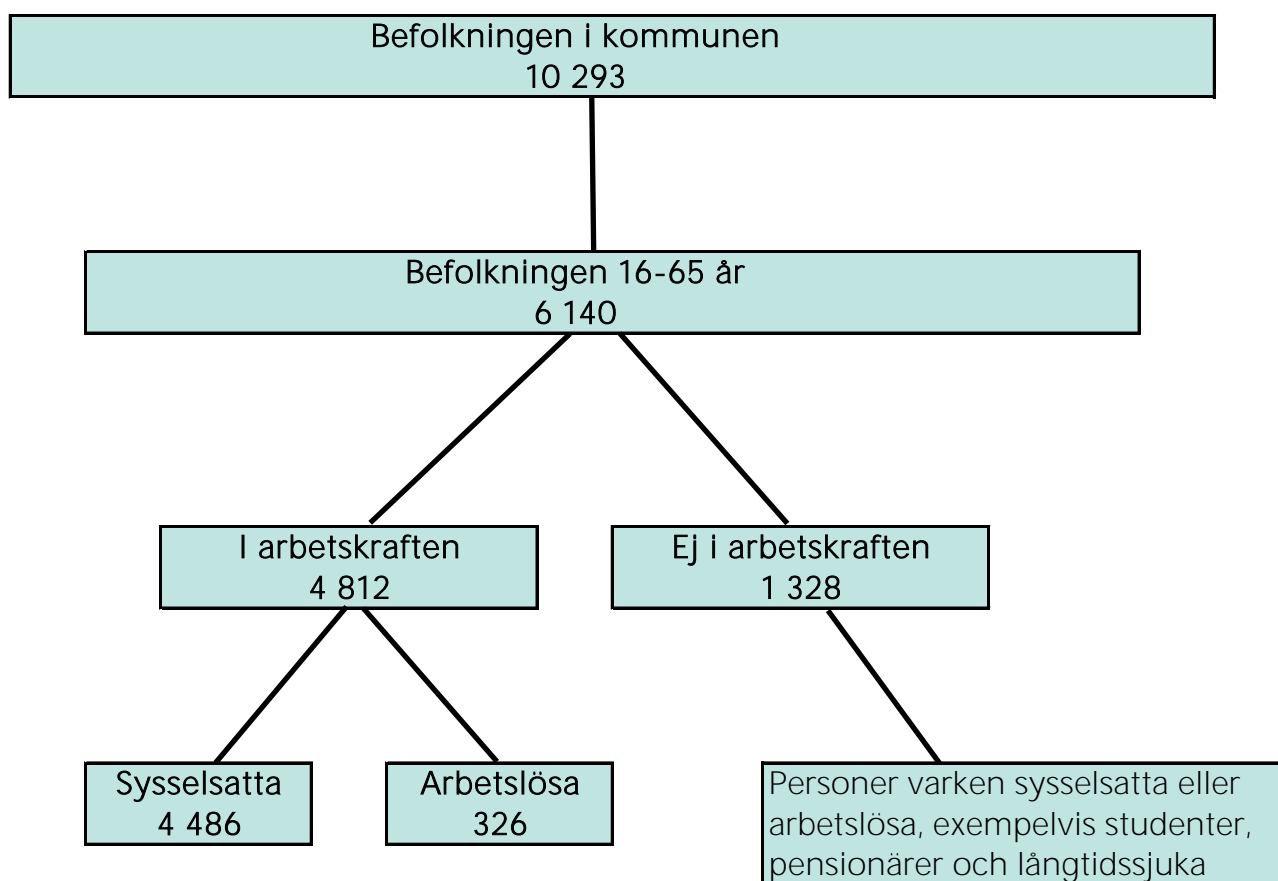 Befolkningen i kommunen
10 293
Befolkningen 16-65 år
6 140
I arbetskraften
4 812
Ej i arbetskraften
1 328
Sysselsatta
4 486
Arbetslösa
326
Personer varken sysselsatta eller
arbetslösa, exempelvis studenter,
pensionärer och långtidssjuka